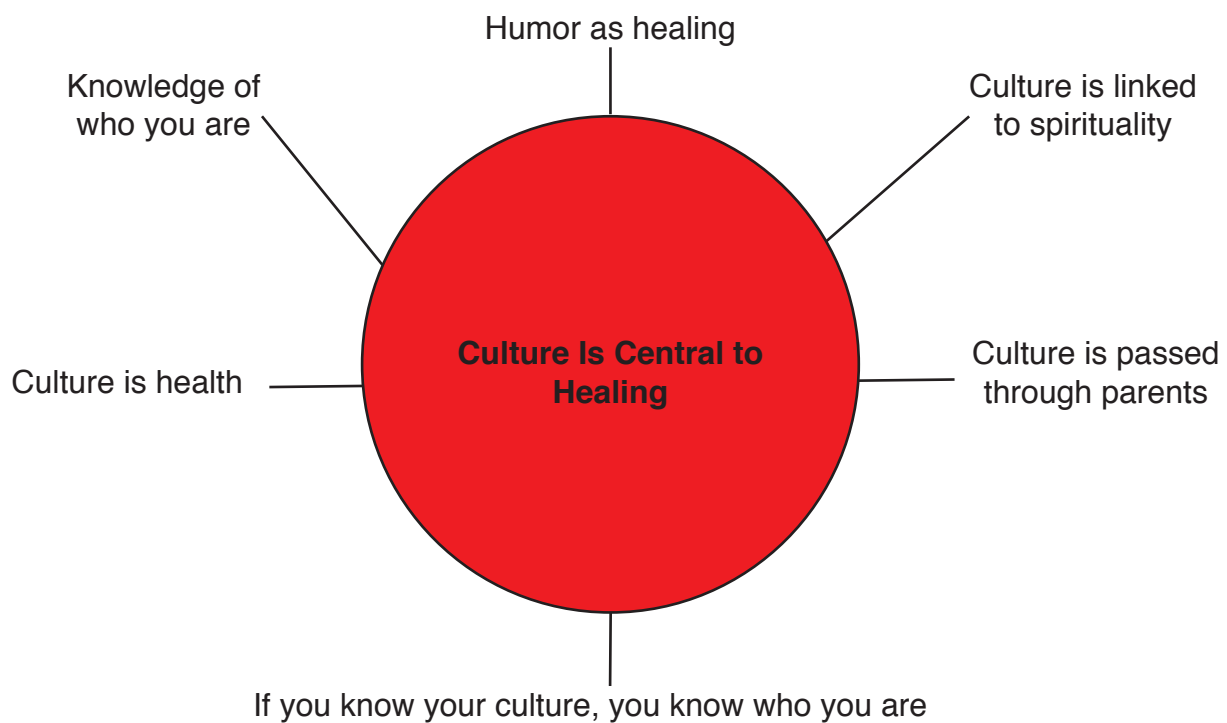 Humor as healing
Knowledge of
who you are
Culture is linked
to spirituality
Culture Is Central to
Healing
Culture is health
Culture is passed
through parents
If you know your culture, you know who you are